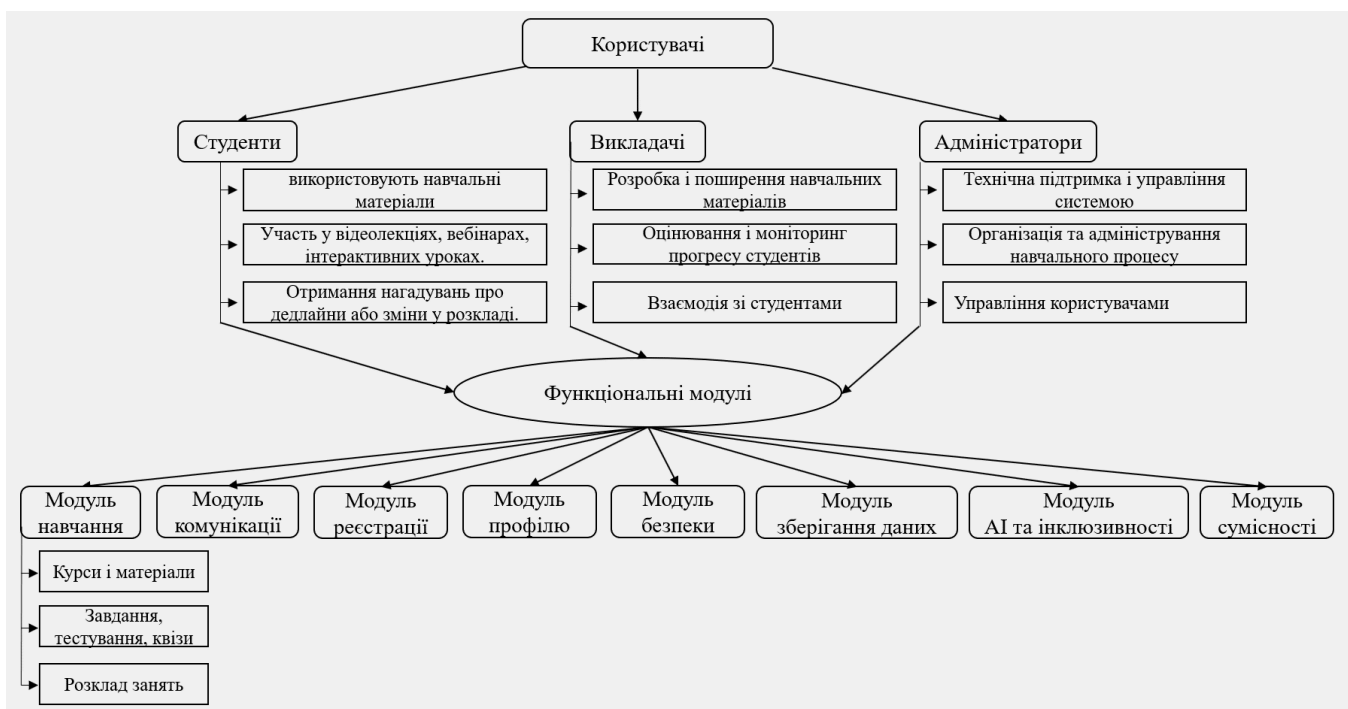 Користувачі
Студенти
Викладачі
Адміністратори
використовують навчальні
матеріали
Участь у відеолекціях, вебінарах,
інтерактивних уроках.
Отримання нагадувань про
дедлайни або зміни у розкладі.
Розробка і поширення навчальних
матеріалів
Оцінювання і моніторинг
прогресу студентів
Взаємодія зі студентами
Технічна підтримка і управління
системою
Організація та адміністрування
навчального процесу
Управління користувачами
Функціональні модулі
Модуль
навчання
Модуль
комунікації
Модуль
реєстрації
Модуль
профілю
Модуль
безпеки
Модуль
зберігання даних
Модуль
АІ та інклюзивності
Модуль
сумісності
Курси і матеріали
Завдання,
тестування, квізи
Розклад занять